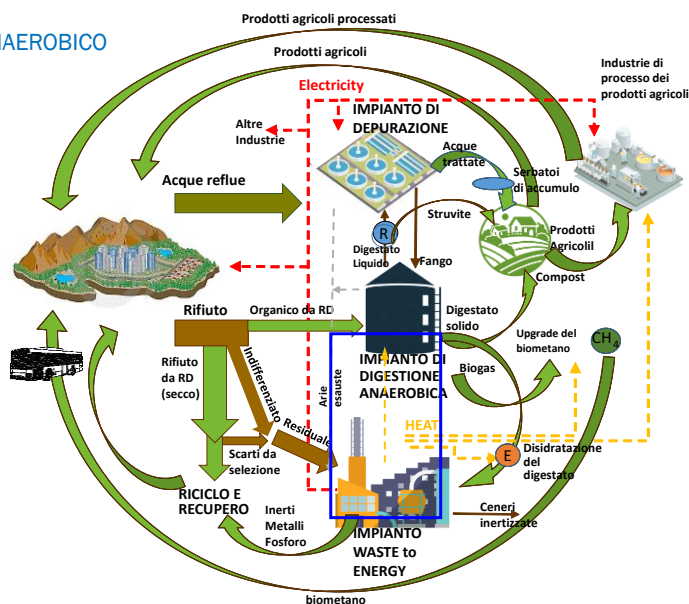 Prodotti agricoli processati
NAEROBICO
Prodotti agricoli
Industrie di
processo dei
prodotti agricoli
Electricity
IMPIANTO DI
DEPURAZIONE
Altre
Industrie
Acque
trattate
Serbatoi
di accumulo
Acque reflue
Struvite
R
Digestato
Liquido
Prodotti
Agricolil
Fango
Compost
Organico da RD
Digestato
solido
Rifiuto
Upgrade del
biometano
CH4
IMPIANTO DI
DIGESTIONE
ANAEROBICA
Biogas
Rifiuto
da RD
(secco)
Indifferenziato
Arie
esauste
Residuale
HEAT
E
Disidratazione
del
digestato
Scarti da
selezione
RICICLO E
RECUPERO
Inerti
Metalli
Fosforo
Ceneri
inertizzate
IMPIANTO
WASTE to
ENERGY
biometano